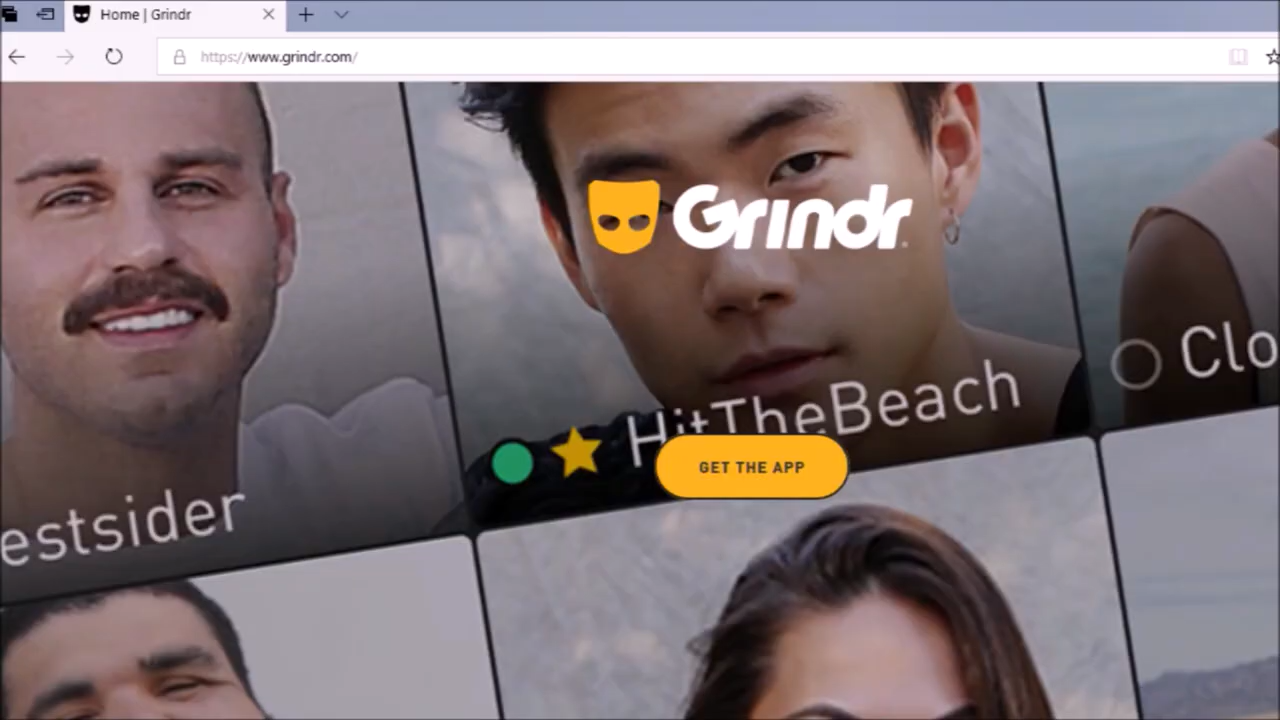 Home | Grindr
https://www.grindr.com/
Grindr
Clo
HitTheBeach
GET THE APP
estsider